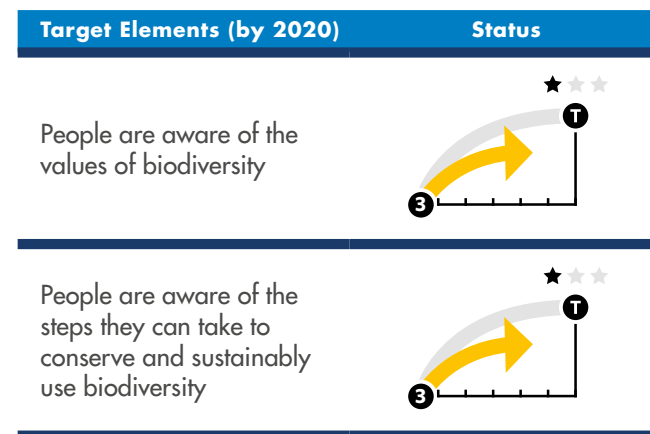 Target Elements (by 2020) Status
People are aware of the
values of biodiversity
T
3
People are aware of the
steps they can take to
conserve and sustainably
use biodiversity
T
3